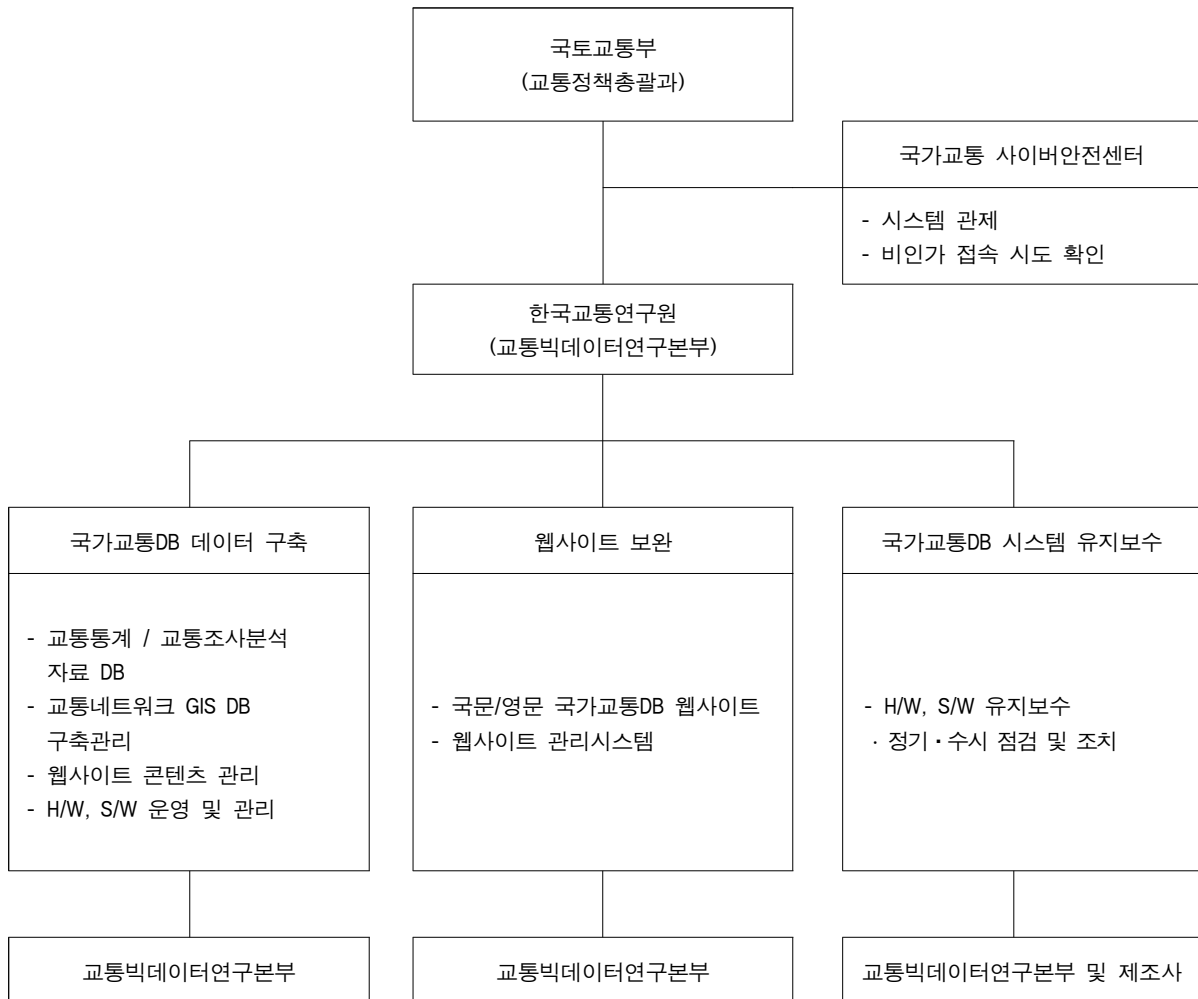 국토교통부
(교통정책총괄과)
국가교통 사이버안전센터
- 시스템 관제
- 비인가 접속 시도 확인
한국교통연구원
(교통빅데이터연구본부)
국가교통DB 데이터 구축
- 교통통계 / 교통조사분석
자료 DB
- 교통네트워크 GIS DB
구축관리
- 웹사이트 콘텐츠 관리
- H/W, S/W 운영 및 관리
웹사이트 보완
- 국문/영문 국가교통DB 웹사이트
- 웹사이트 관리시스템
국가교통DB 시스템 유지보수
- H/W, S/W 유지보수
· 정기·수시 점검 및 조치
교통빅데이터연구본부
교통빅데이터연구본부
교통빅데이터연구본부 및 제조사